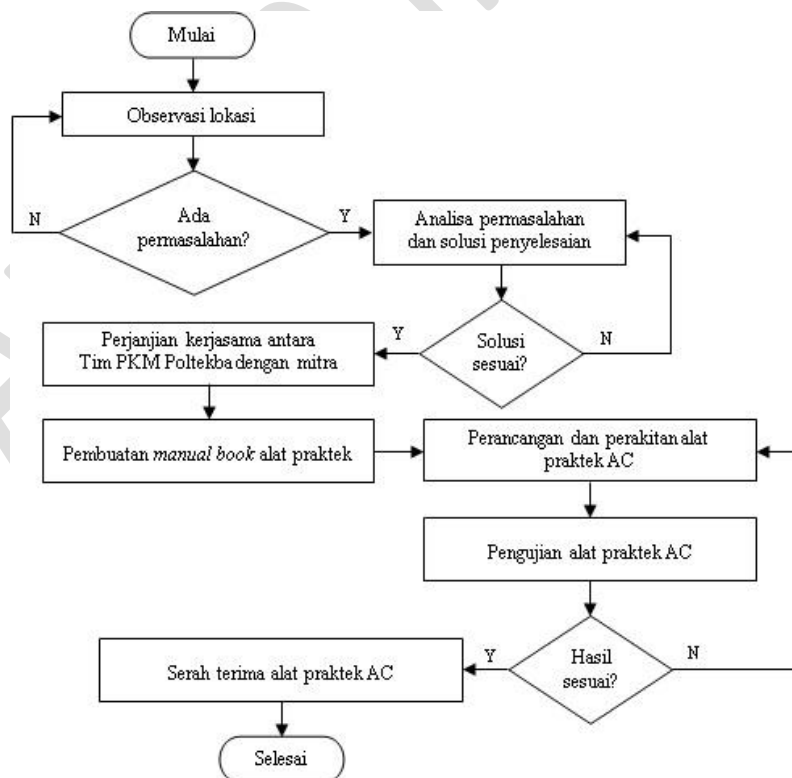 Mulai
Observasi lokasi
N
Ada
permasalahan?
Y
Analisa permasalahan
dan solusi penyelesaian
Perjanjian kerjasama antara
Tim PKM Poltekba dengan mitra
Y
Solusi
sesuai?
N
Pembuatan manual book alat praktek
Perancangan dan perakitan alat
praktek AC
Pengujian alat praktek AC
Serah terima alat praktek AC
Y
Hasil
sesuai?
N
Selesai